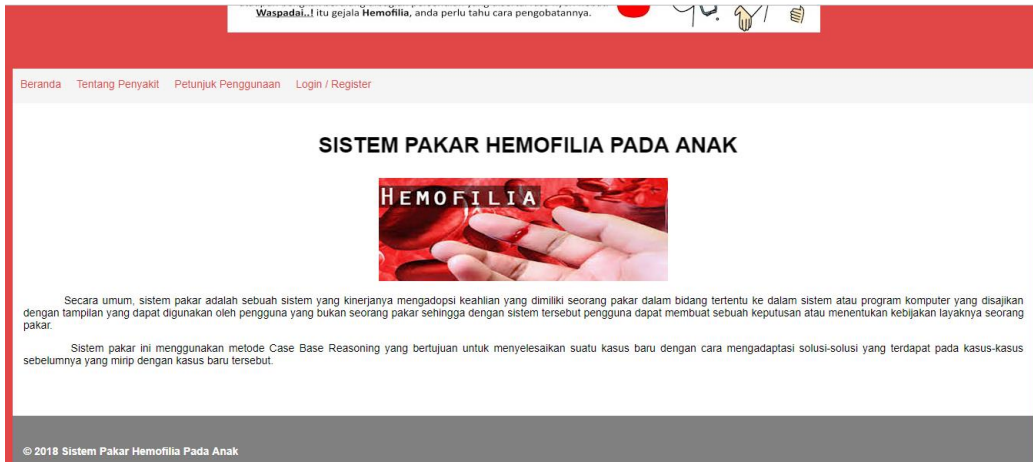 Waspadai..! itu gejala Hemofilia, anda perlu tahu cara pengobatannya.
Beranda Tentang Penyakit Petunjuk Penggunaan Login / Register
SISTEM PAKAR HEMOFILIA PADA ANAK
HEMOFILIA
Secara umum, sistem pakar adalah sebuah sistem yang kinerjanya mengadopsi keahlian yang dimiliki seorang pakar dalam bidang tertentu ke dalam sistem atau program komputer yang disajikan
dengan tampilan yang dapat digunakan oleh pengguna yang bukan seorang pakar sehingga dengan sistem tersebut pengguna dapat membuat sebuah keputusan atau menentukan kebijakan layaknya seorang
pakar.
Sistem pakar ini menggunakan metode Case Base Reasoning yang bertujuan untuk menyelesaikan suatu kasus baru dengan cara mengadaptasi solusi-solusi yang terdapat pada kasus-kasus
sebelumnya yang mirip dengan kasus baru tersebut.
© 2018 Sistem Pakar Hemofilia Pada Anak